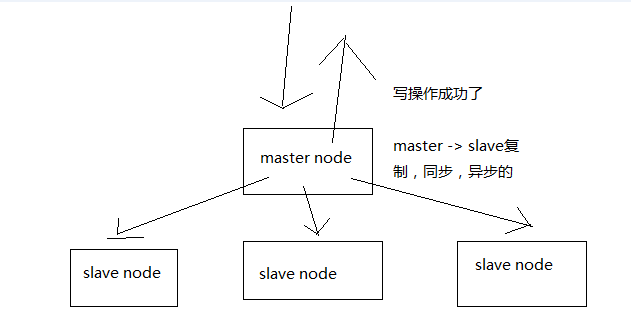 写操作成功了
master node
master -> slave复
制，同步，异步的
slave node
slave node
slave node